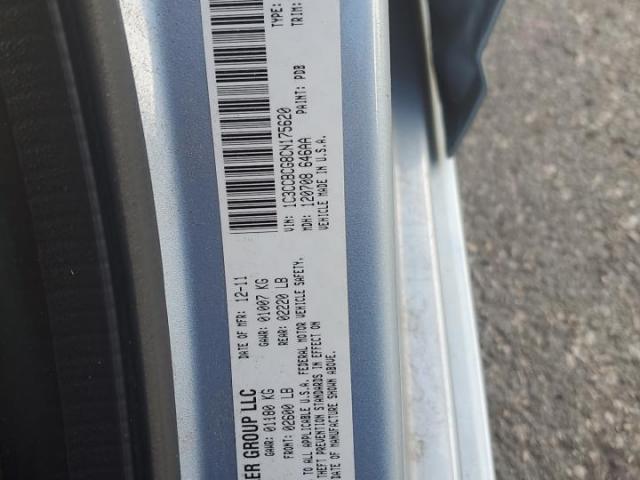 ER GROUP LLC
DATE OF MFR: 12-11
GAWR: 01180 KG GAWR: 01007 KG
FRONT: 02600 LB REAR: 02220 LB
TO ALL APPLICABLE U.S.A. FEDERAL MOTOR VEHICLE SAFETY,
THEFT PREVENTION STANDARDS IN EFFECT ON
DATE OF MANUFACTURE SHOWN ABOVE.
VIN: 1C3CCBCG8CN175620 TYPE:
MDH: 120708 646AA PAINT: PDB TRIM:
VEHICLE MADE IN U.S.A.